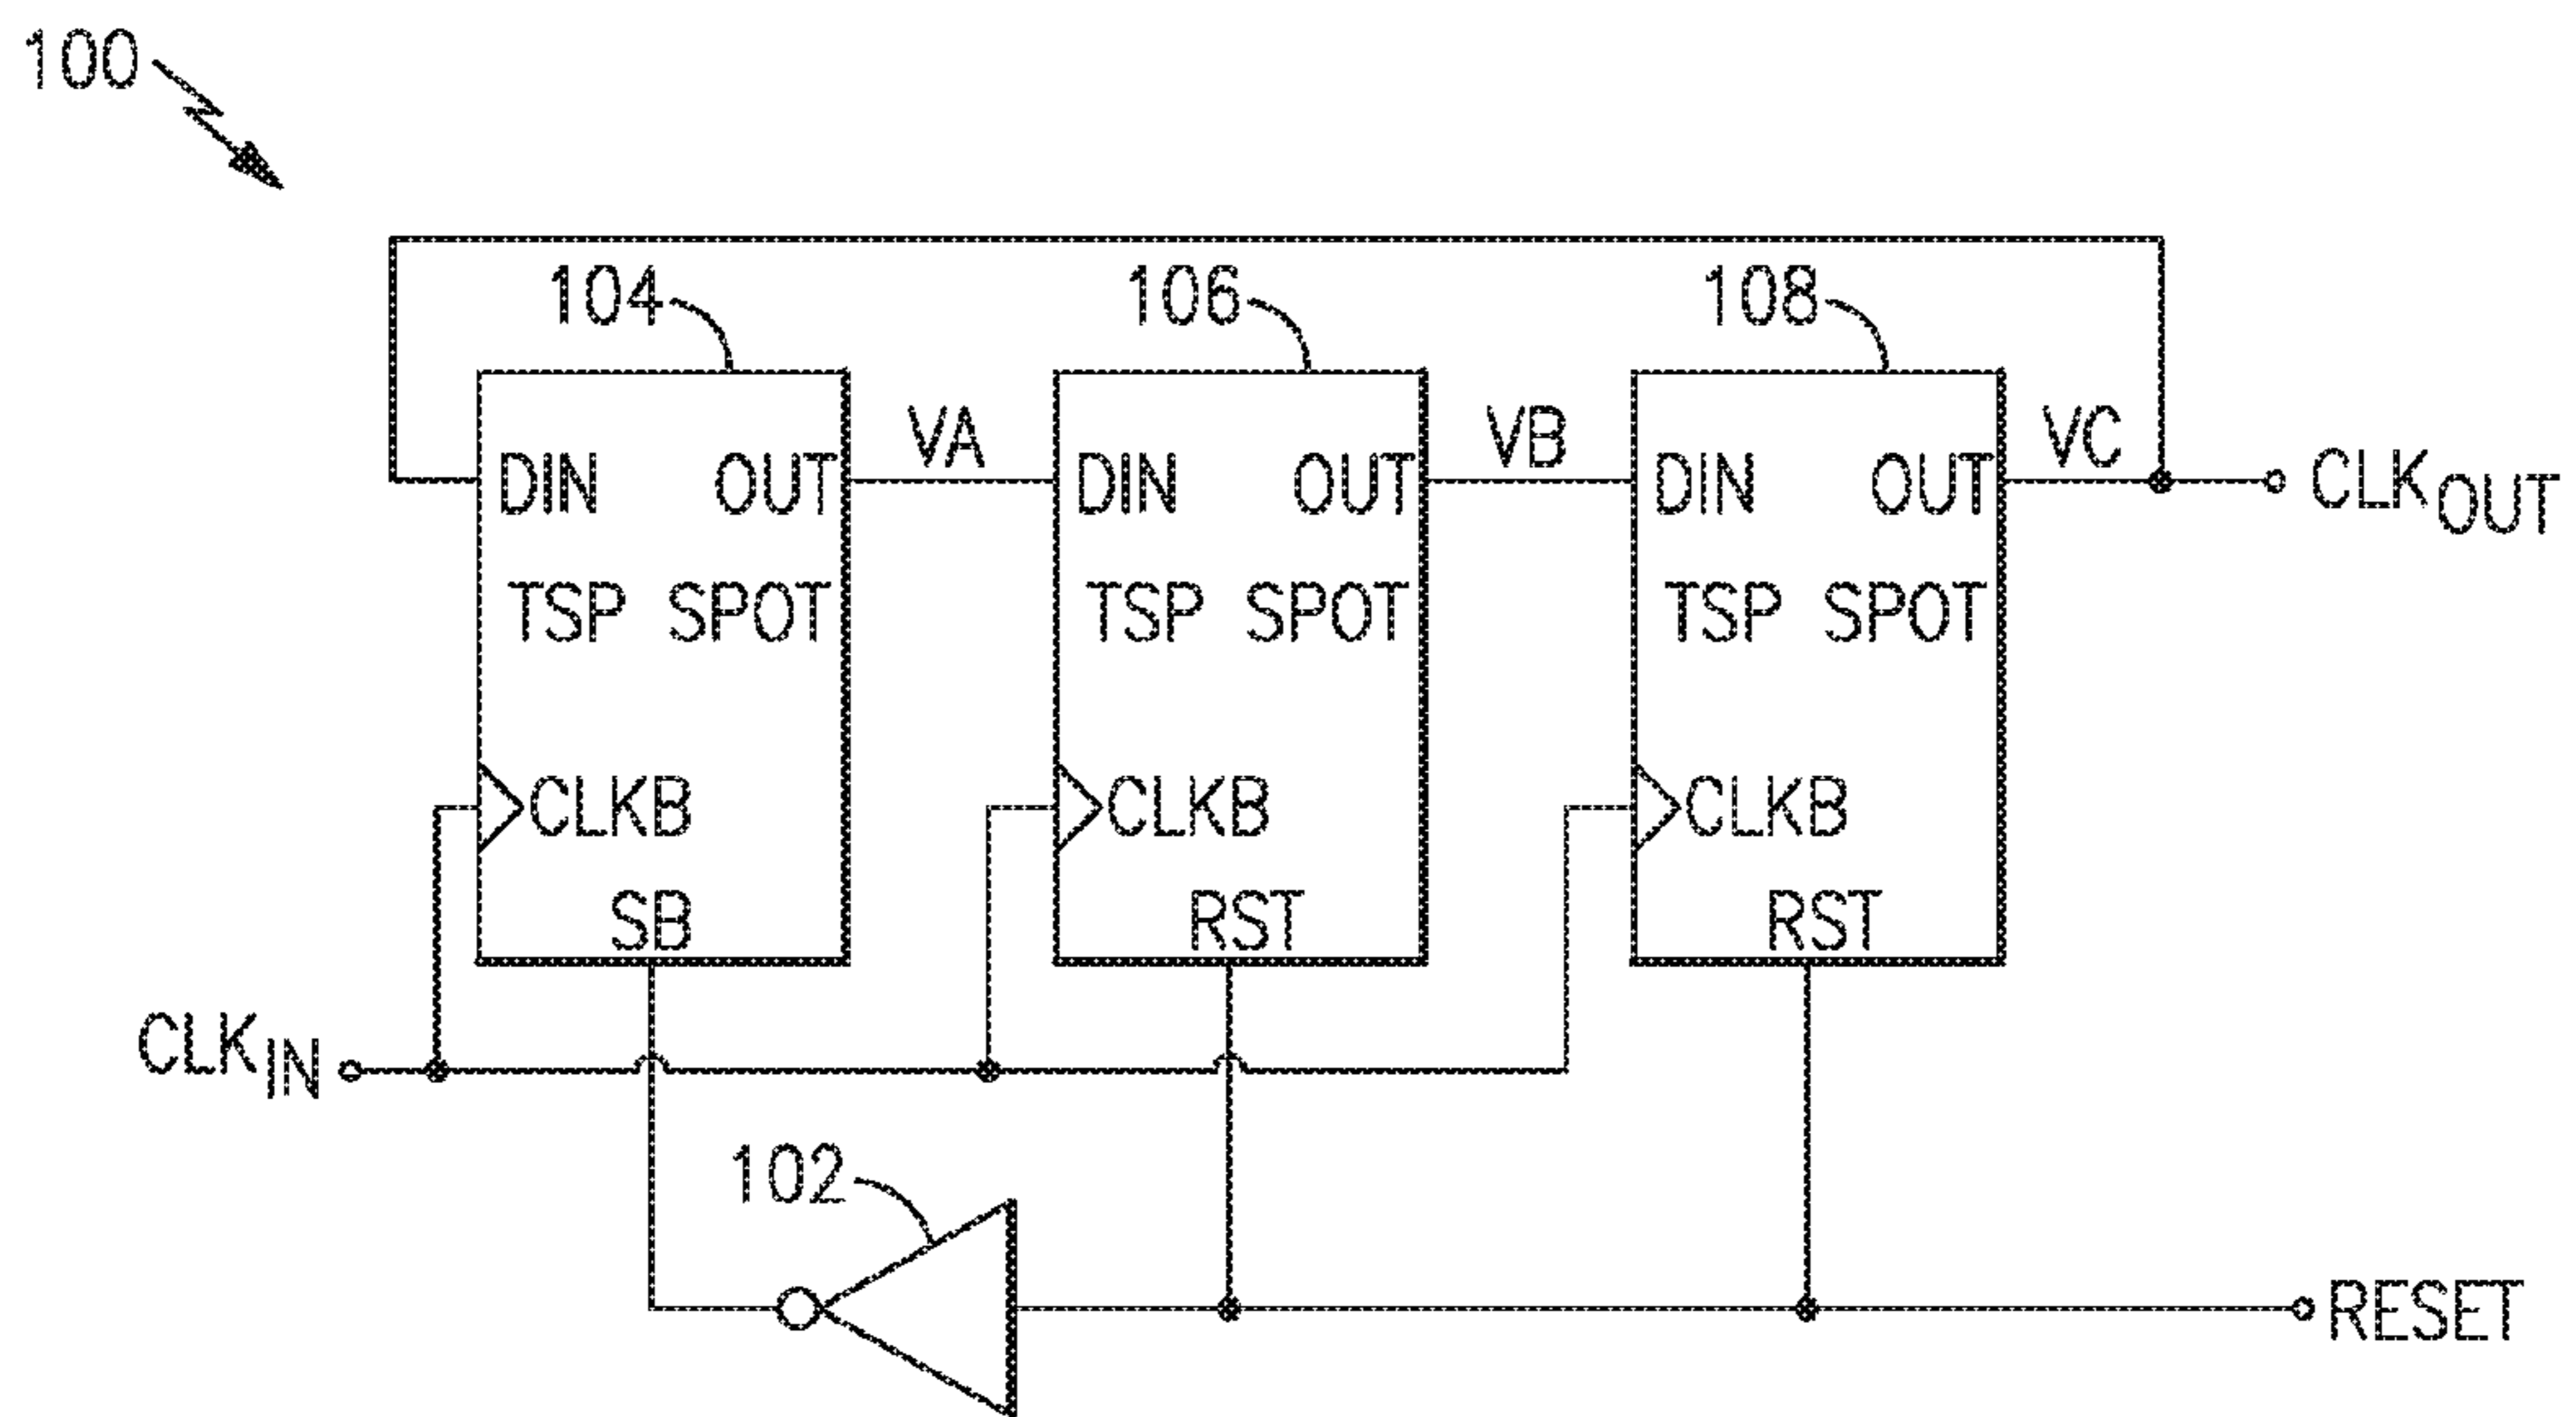 100
104
106
108
VA
VB
VC
DIN OUT
DIN OUT
DIN OUT
CLKOUT
TSP SPOT
TSP SPOT
TSP SPOT
CLKB
CLKB
CLKB
SB
RST
RST
CLKIN
102
RESET